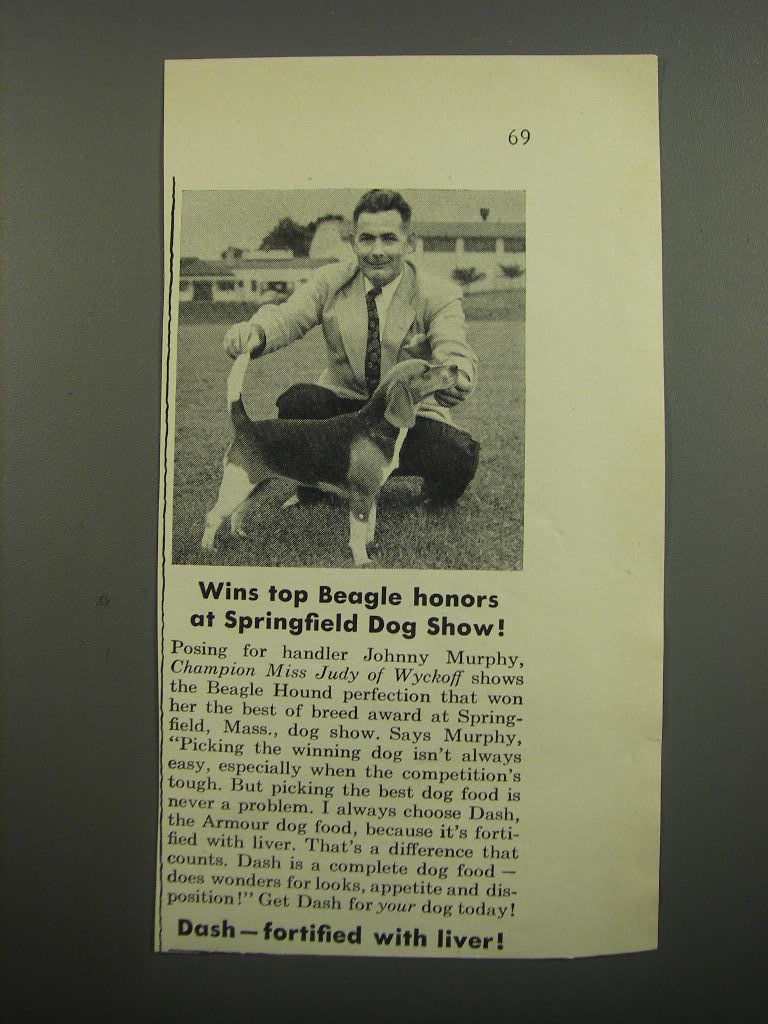 69
Wins top Beagle honors
at Springfield Dog Show!
Posing for handler Johnny Murphy,
Champion Miss Judy of Wyckoff shows
the Beagle Hound perfection that won
her the best of breed award at Spring-
field, Mass., dog show. Says Murphy,
“Picking the winning dog isn't always
easy, especially when the competition's
tough. But picking the best dog food is
never a problem. I always choose Dash,
the Armour dog food, because it's forti-
fied with liver. That's a difference that
counts. Dash is a complete dog food —
does wonders for looks, appetite and dis-
position!” Get Dash for your dog today!
Dash—fortified with liver!